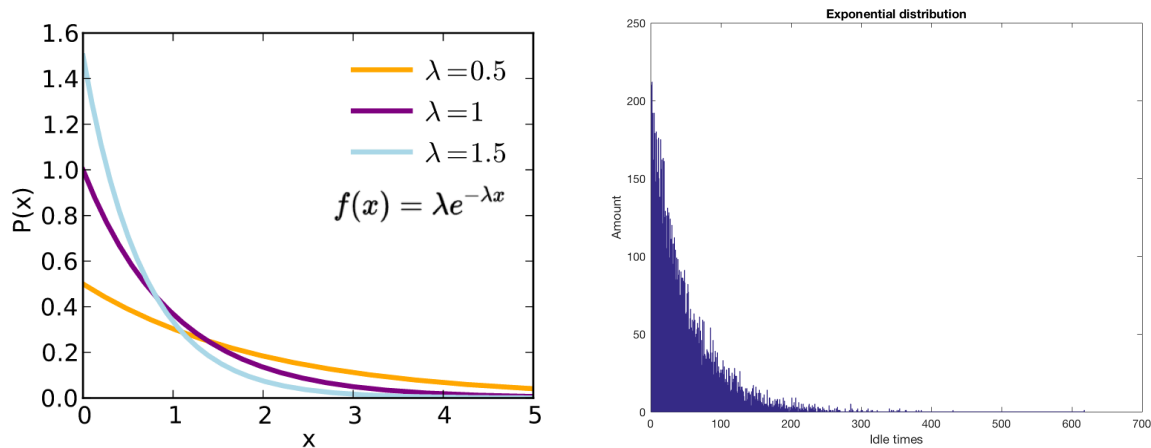 1.6
1.4
1.2
1.0
0.8
0.6
0.4
0.2
0.0
P(x)
λ=0.5
λ=1
λ=1.5
f(x) = λe^{-λx}
0 1 2 3 4 5
x
Exponential distribution
250
200
150
100
50
0
Amount
0 100 200 300 400 500 600 700
Idle times